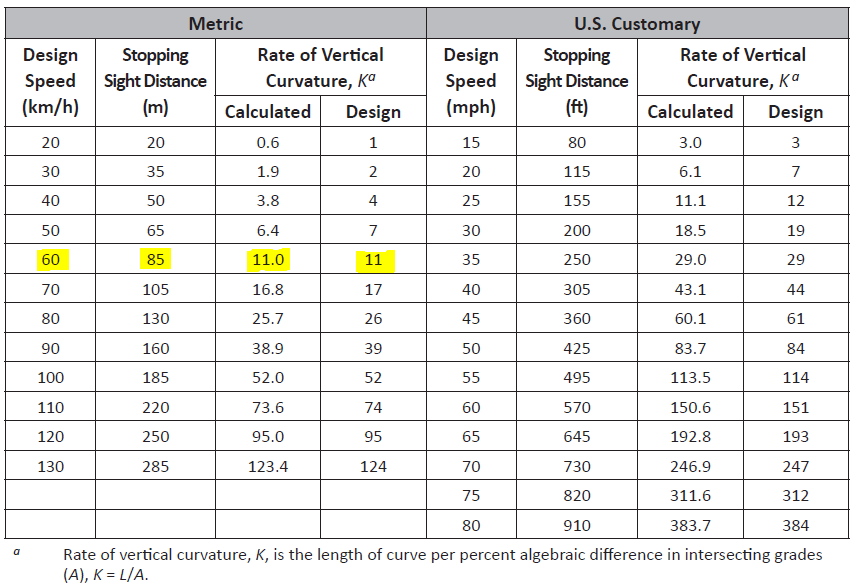 Metric U.S. Customary
Design Speed (km/h) Stopping Sight Distance (m) Rate of Vertical Curvature, Kᵃ Design Speed (mph) Stopping Sight Distance (ft) Rate of Vertical Curvature, Kᵃ
Calculated Design Calculated Design
20 20 0.6 1 15 80 3.0 3
30 35 1.9 2 20 115 6.1 7
40 50 3.8 4 25 155 11.1 12
50 65 6.4 7 30 200 18.5 19
60 85 11.0 11 35 250 29.0 29
70 105 16.8 17 40 305 43.1 44
80 130 25.7 26 45 360 60.1 61
90 160 38.9 39 50 425 83.7 84
100 185 52.0 52 55 495 113.5 114
110 220 73.6 74 60 570 150.6 151
120 250 95.0 95 65 645 192.8 193
130 285 123.4 124 70 730 246.9 247
75 820 311.6 312
80 910 383.7 384
a Rate of vertical curvature, K, is the length of curve per percent algebraic difference in intersecting grades
(A), K = L/A.